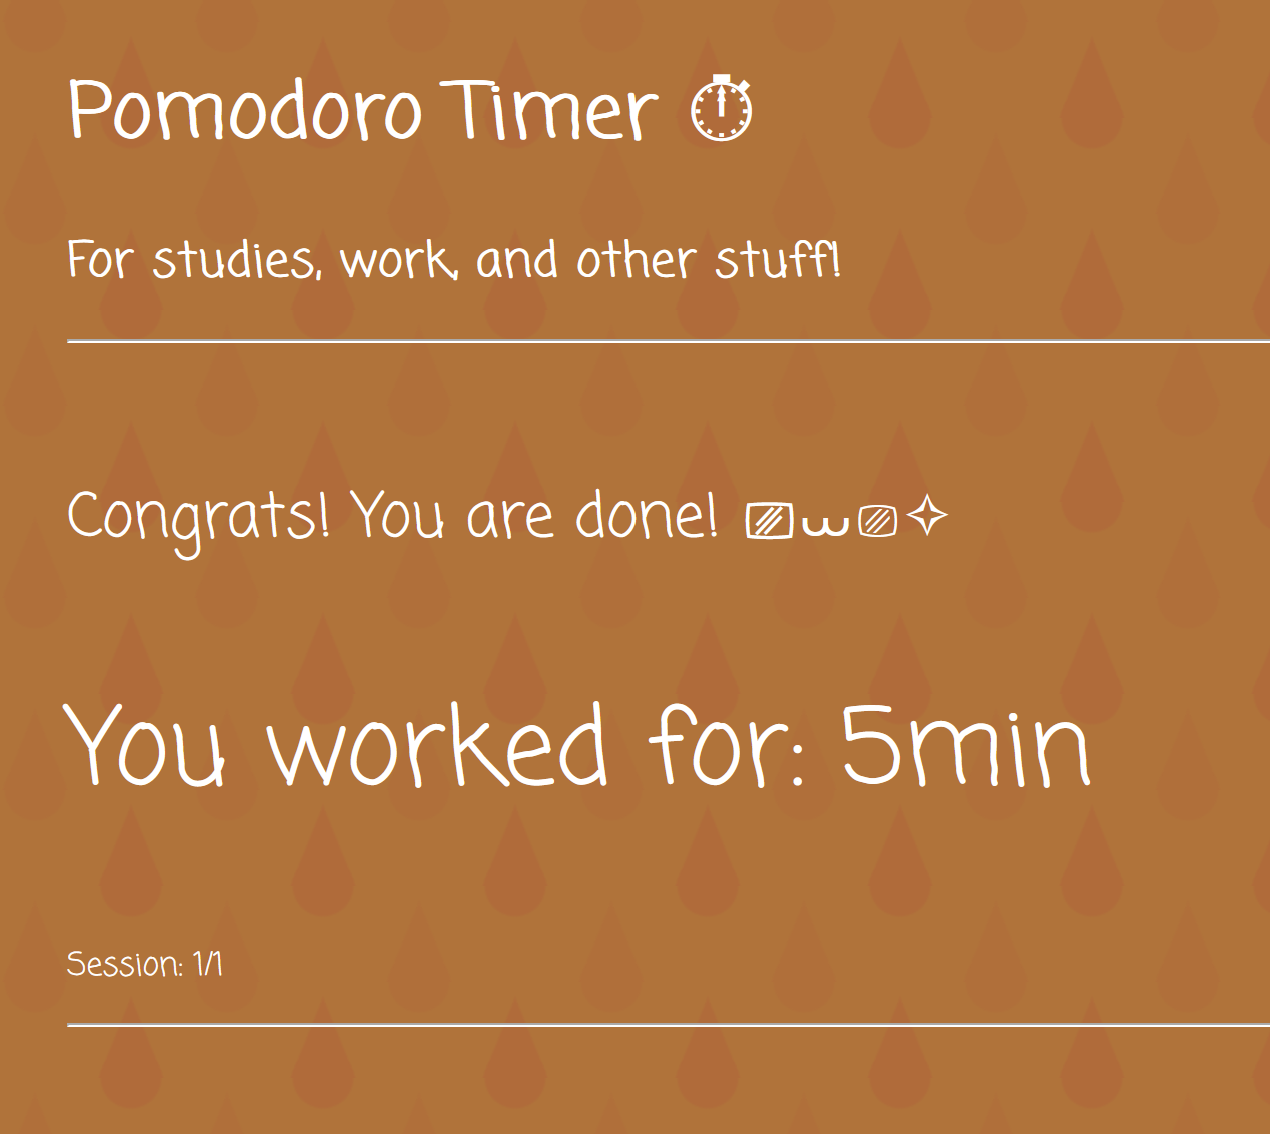 Pomodoro Timer ⏱
For studies, work, and other stuff!
Congrats! You are done! ω✧
You worked for: 5min
Session: 1/1